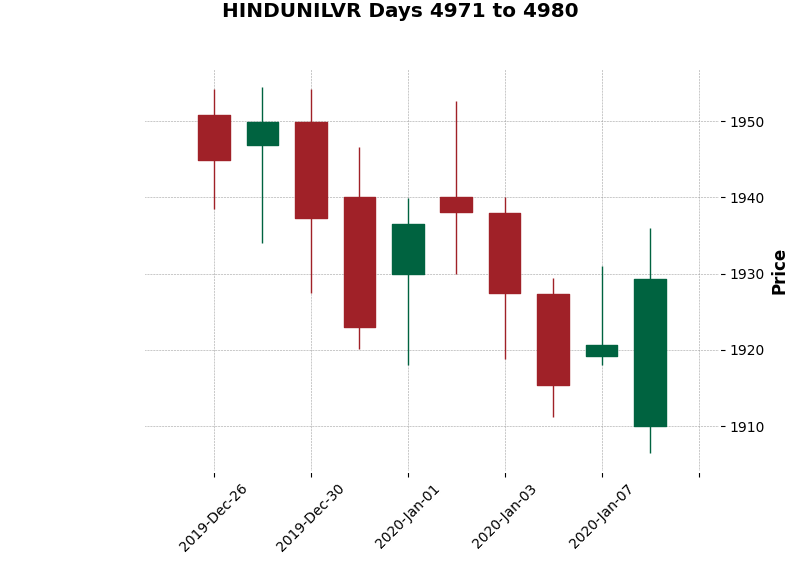 HINDUNILVR Days 4971 to 4980
1950
1940
1930
1920
1910
Price
2019-Dec-26
2019-Dec-30
2020-Jan-01
2020-Jan-03
2020-Jan-07